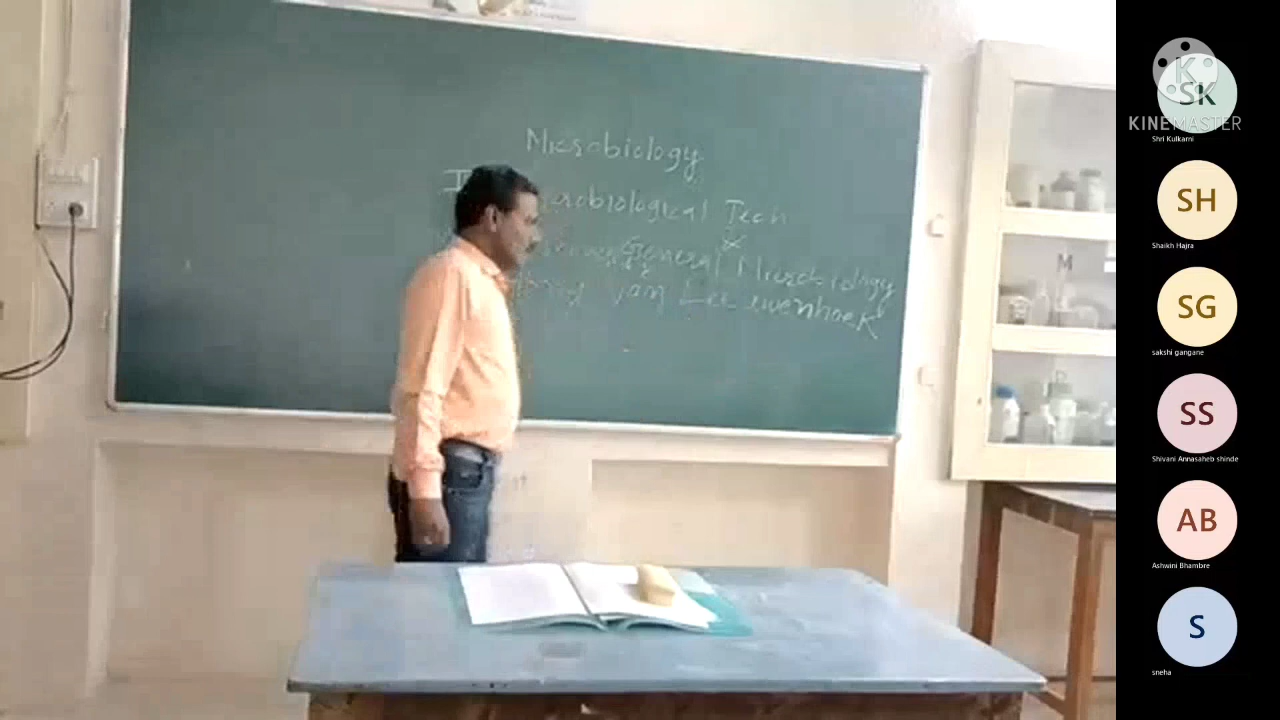 Microbiology
Microbiological Tech
&
General Microbiology
Van Leeuwenhoek
M
K
SK
KINEMASTER
Shri Kulkarni
SH
Shaikh Hajra
SG
sakshi gangane
SS
Shivani Annasaheb shinde
AB
Ashwini Bhambre
S
sneha